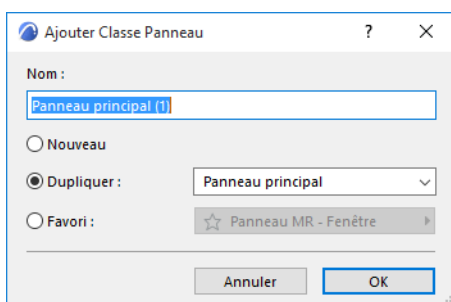 Ajouter Classe Panneau ?
Nom :
Panneau principal (1)
Nouveau
Dupliquer : Panneau principal
Favori : Panneau MR - Fenêtre
Annuler OK